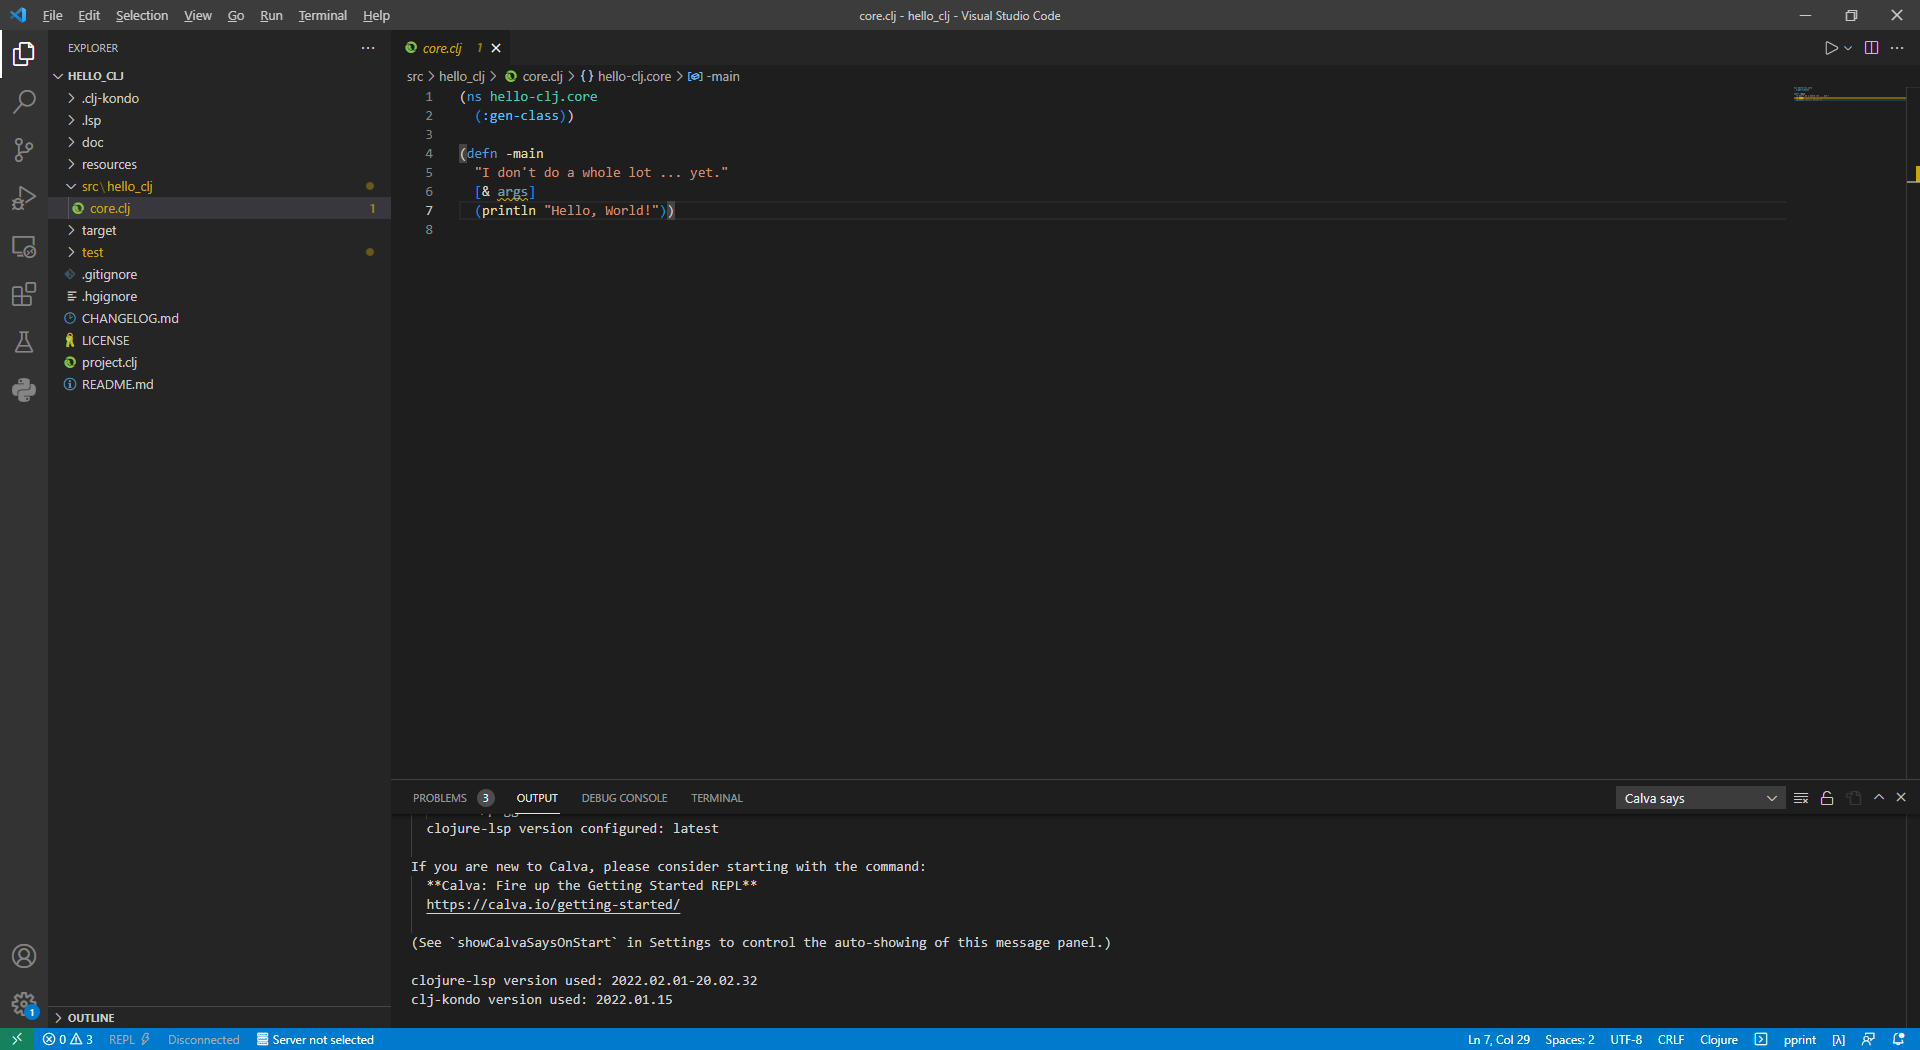 File Edit Selection View Go Run Terminal Help
core.clj - hello_clj - Visual Studio Code
EXPLORER
HELLO_CLJ
.clj-kondo
.lsp
doc
resources
src\hello_clj
core.clj 1
target
test
.gitignore
.hgignore
CHANGELOG.md
LICENSE
project.clj
README.md
OUTLINE
1
core.clj 1
src > hello_clj > core.clj > {} hello-clj.core > -main
1 (ns hello-clj.core
2 (:gen-class))
3
4 (defn -main
5 "I don't do a whole lot ... yet."
6 [& args]
7 (println "Hello, World!"))
8
PROBLEMS 3 OUTPUT DEBUG CONSOLE TERMINAL
Calva says
clojure-lsp version configured: latest
If you are new to Calva, please consider starting with the command:
**Calva: Fire up the Getting Started REPL**
https://calva.io/getting-started/
(See `showCalvaSaysOnStart` in Settings to control the auto-showing of this message panel.)
clojure-lsp version used: 2022.02.01-20.02.32
clj-kondo version used: 2022.01.15
0 3 REPL Disconnected Server not selected
Ln 7, Col 29 Spaces: 2 UTF-8 CRLF Clojure pprint [λ]